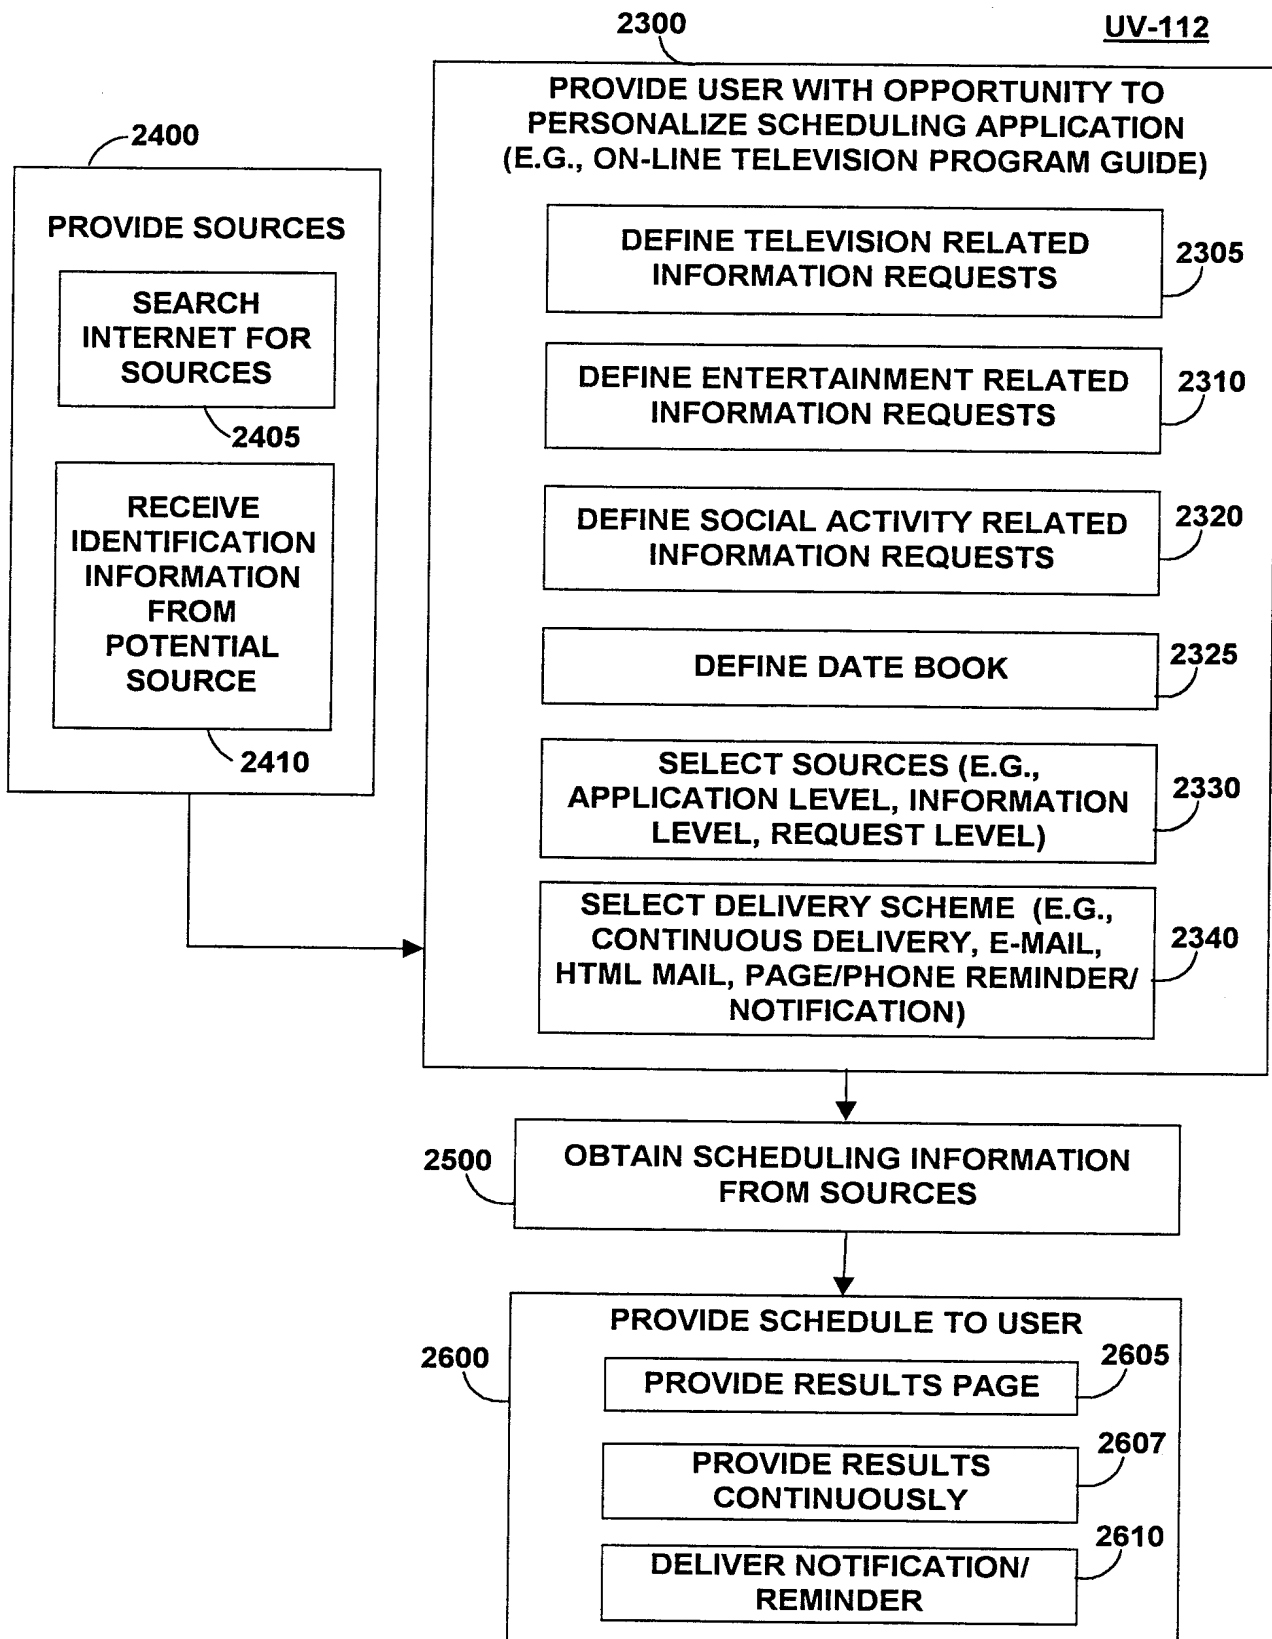 2300
UV-112
PROVIDE USER WITH OPPORTUNITY TO
PERSONALIZE SCHEDULING APPLICATION
(E.G., ON-LINE TELEVISION PROGRAM GUIDE)
2400
PROVIDE SOURCES
SEARCH
INTERNET FOR
SOURCES
2405
RECEIVE
IDENTIFICATION
INFORMATION
FROM
POTENTIAL
SOURCE
2410
DEFINE TELEVISION RELATED
INFORMATION REQUESTS
2305
DEFINE ENTERTAINMENT RELATED
INFORMATION REQUESTS
2310
DEFINE SOCIAL ACTIVITY RELATED
INFORMATION REQUESTS
2320
DEFINE DATE BOOK
2325
SELECT SOURCES (E.G.,
APPLICATION LEVEL, INFORMATION
LEVEL, REQUEST LEVEL)
2330
SELECT DELIVERY SCHEME (E.G.,
CONTINUOUS DELIVERY, E-MAIL,
HTML MAIL, PAGE/PHONE REMINDER/
NOTIFICATION)
2340
2500
OBTAIN SCHEDULING INFORMATION
FROM SOURCES
2600
PROVIDE SCHEDULE TO USER
PROVIDE RESULTS PAGE
2605
PROVIDE RESULTS
CONTINUOUSLY
2607
DELIVER NOTIFICATION/
REMINDER
2610